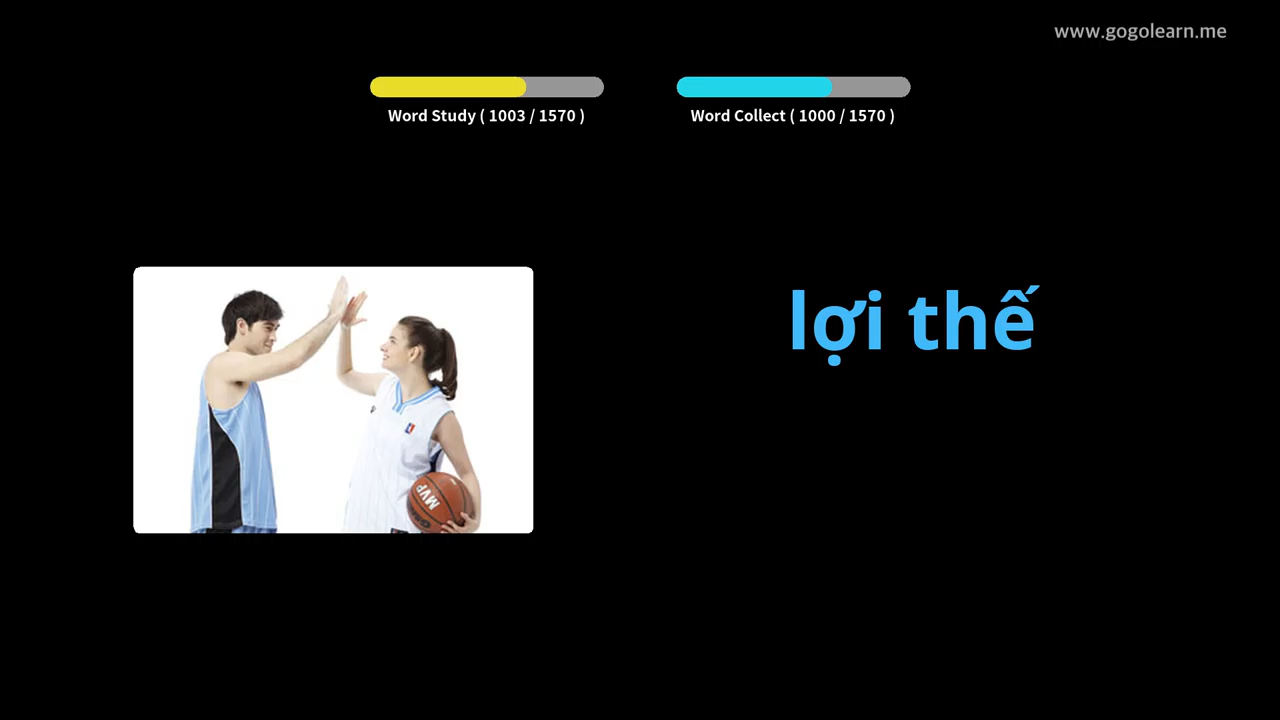 www.gogolearn.me
Word Study ( 1003 / 1570 )
Word Collect ( 1000 / 1570 )
lợi thế
MVP